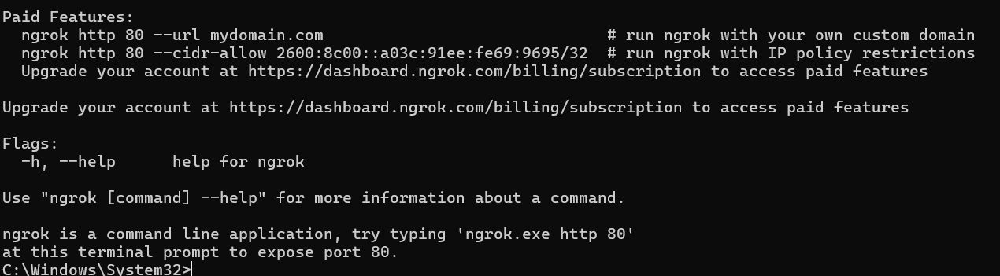 Paid Features:
  ngrok http 80 --url mydomain.com                              # run ngrok with your own custom domain
  ngrok http 80 --cidr-allow 2600:8c00::a03c:91ee:fe69:9695/32  # run ngrok with IP policy restrictions
  Upgrade your account at https://dashboard.ngrok.com/billing/subscription to access paid features

Upgrade your account at https://dashboard.ngrok.com/billing/subscription to access paid features

Flags:
  -h, --help      help for ngrok

Use "ngrok [command] --help" for more information about a command.

ngrok is a command line application, try typing 'ngrok.exe http 80'
at this terminal prompt to expose port 80.
C:\Windows\System32>